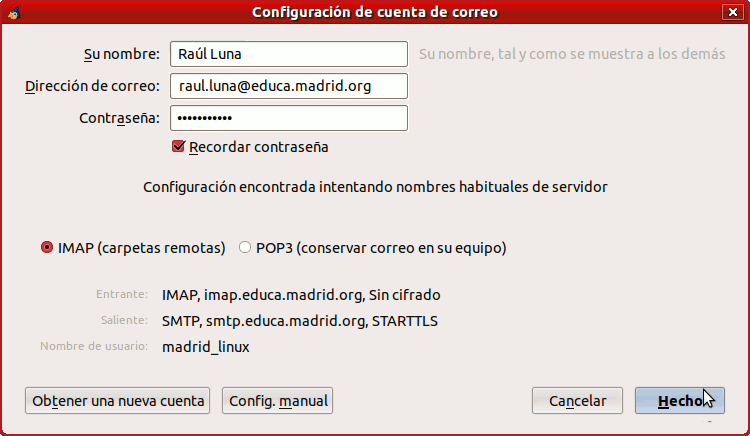 Configuración de cuenta de correo
Su nombre: Raúl Luna Su nombre, tal y como se muestra a los demás
Dirección de correo: raul.luna@educa.madrid.org
Contraseña: •••••••••••
Recordar contraseña
Configuración encontrada intentando nombres habituales de servidor
IMAP (carpetas remotas) POP3 (conservar correo en su equipo)
Entrante: IMAP, imap.educa.madrid.org, Sin cifrado
Saliente: SMTP, smtp.educa.madrid.org, STARTTLS
Nombre de usuario: madrid_linux
Obtener una nueva cuenta Config. manual Cancelar Hecho